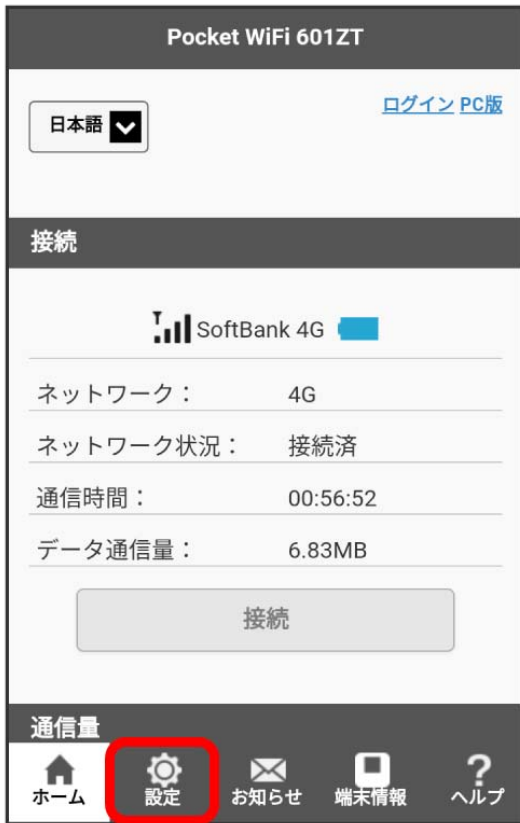 Pocket WiFi 601ZT
ログイン PC版
日本語
接続
SoftBank 4G
ネットワーク： 4G
ネットワーク状況： 接続済
通信時間： 00:56:52
データ通信量： 6.83MB
接続
通信量
ホーム 設定 お知らせ 端末情報 ヘルプ